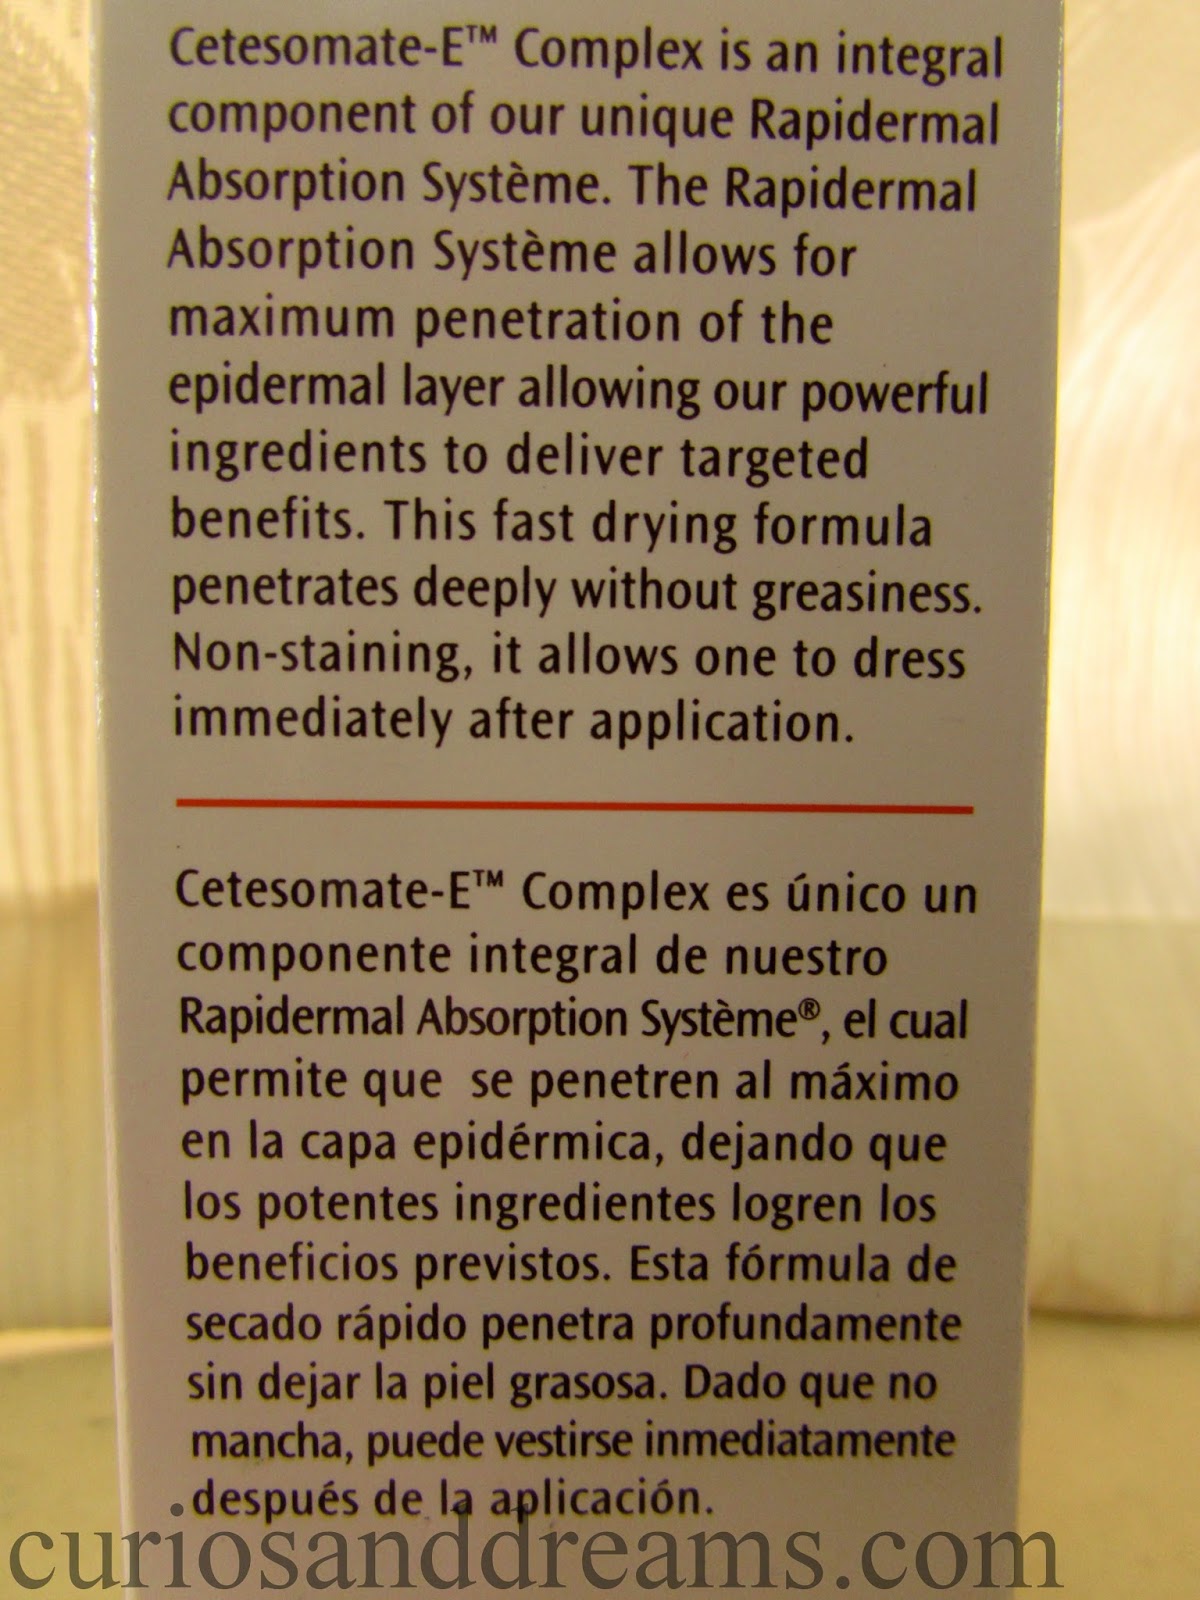 Cetesomate-E™ Complex is an integral
component of our unique Rapidermal
Absorption Système. The Rapidermal
Absorption Système allows for
maximum penetration of the
epidermal layer allowing our powerful
ingredients to deliver targeted
benefits. This fast drying formula
penetrates deeply without greasiness.
Non-staining, it allows one to dress
immediately after application.
Cetesomate-E™ Complex es único un
componente integral de nuestro
Rapidermal Absorption Système®, el cual
permite que se penetren al máximo
en la capa epidérmica, dejando que
los potentes ingredientes logren los
beneficios previstos. Esta fórmula de
secado rápido penetra profundamente
sin dejar la piel grasosa. Dado que no
mancha, puede vestirse inmediatamente
después de la aplicación.
curiosanddreams.com